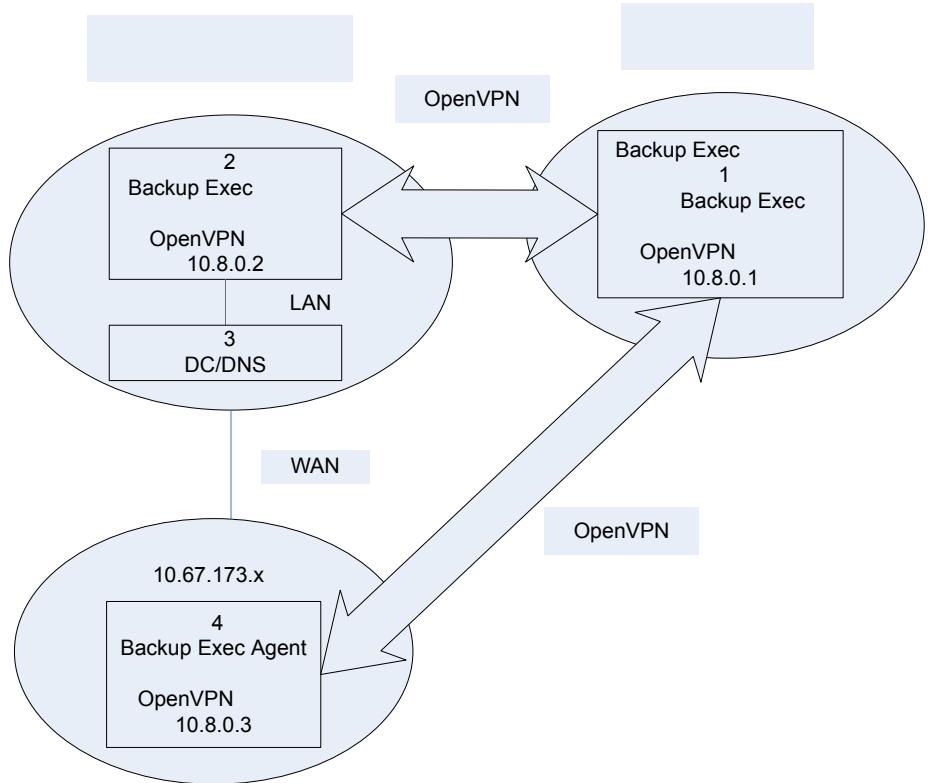 OpenVPN
2
Backup Exec
OpenVPN
10.8.0.2
LAN
3
DC/DNS
Backup Exec
1
Backup Exec
OpenVPN
10.8.0.1
WAN
OpenVPN
10.67.173.x
4
Backup Exec Agent
OpenVPN
10.8.0.3